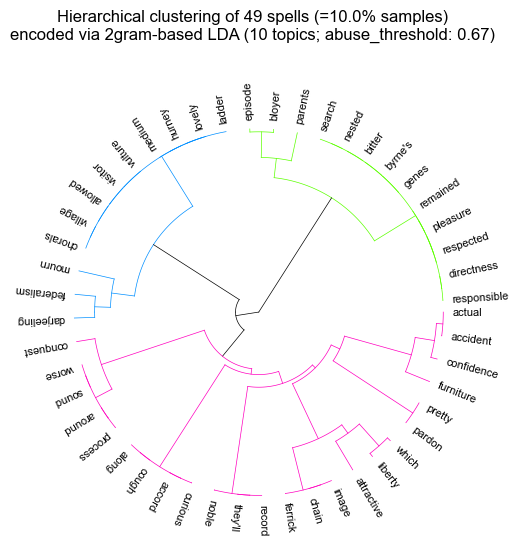 Hierarchical clustering of 49 spells (=10.0% samples)
encoded via 2gram-based LDA (10 topics; abuse_threshold: 0.67)
episode
bloyer
parents
search
nested
bitter
byrne's
genes
remained
pleasure
respected
directness
responsible
actual
accident
confidence
furniture
pretty
pardon
which
liberty
attractive
image
chain
ferrick
record
they'll
noble
curious
accord
cough
along
process
around
sound
worse
conquest
darjeeling
federalism
mourn
chorals
village
allowed
visitor
vulture
medium
hurney
lovely
ladder